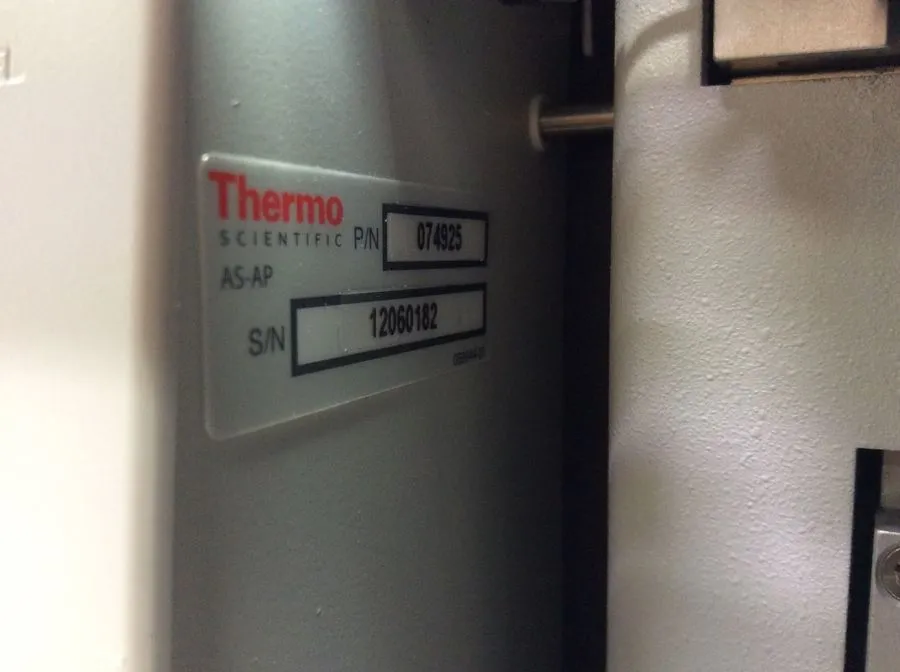 Thermo
SCIENTIFIC P/N 074925
AS-AP
S/N 12060182